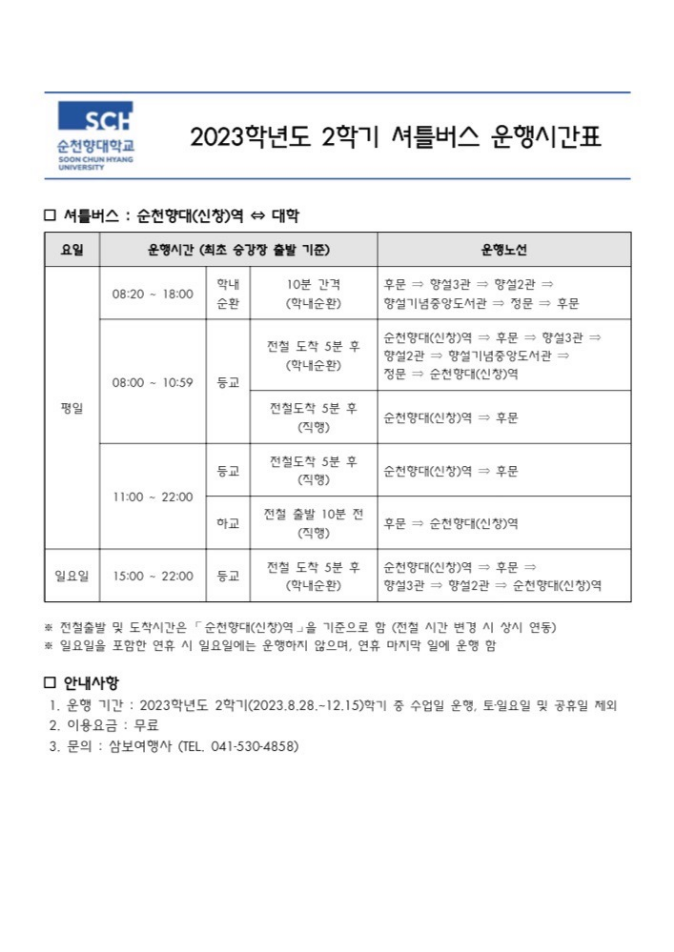 SCH
순천향대학교
SOON CHUN HYANG
UNIVERSITY
2023학년도 2학기 셔틀버스 운행시간표
□ 셔틀버스 : 순천향대(신창)역 ⇔ 대학
요일 운행시간 (최초 승강장 출발 기준) 운행노선
평일
08:20 ~ 18:00
학내
순환
10분 간격
(학내순환)
후문 ⇒ 향설3관 ⇒ 향설2관 ⇒
향설기념중앙도서관 ⇒ 정문 ⇒ 후문
08:00 ~ 10:59
등교
전철 도착 5분 후
(학내순환)
순천향대(신창)역 ⇒ 후문 ⇒ 향설3관 ⇒
향설2관 ⇒ 향설기념중앙도서관 ⇒
정문 ⇒ 순천향대(신창)역
전철도착 5분 후
(직행)
순천향대(신창)역 ⇒ 후문
11:00 ~ 22:00
등교
전철도착 5분 후
(직행)
순천향대(신창)역 ⇒ 후문
하교
전철 출발 10분 전
(직행)
후문 ⇒ 순천향대(신창)역
일요일
15:00 ~ 22:00
등교
전철 도착 5분 후
(학내순환)
순천향대(신창)역 ⇒ 후문 ⇒
향설3관 ⇒ 향설2관 ⇒ 순천향대(신창)역
※ 전철출발 및 도착시간은 「순천향대(신창)역」을 기준으로 함 (전철 시간 변경 시 상시 연동)
※ 일요일을 포함한 연휴 시 일요일에는 운행하지 않으며, 연휴 마지막 일에 운행 함
□ 안내사항
1. 운행 기간 : 2023학년도 2학기(2023.8.28.~12.15)학기 중 수업일 운행, 토·일요일 및 공휴일 제외
2. 이용요금 : 무료
3. 문의 : 삼보여행사 (TEL. 041-530-4858)